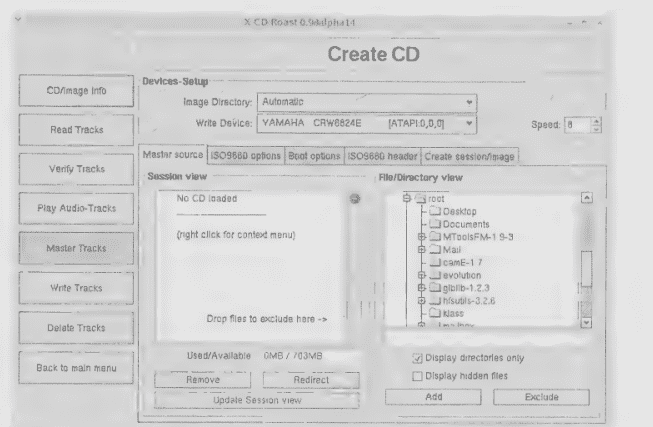 X CD-Roast 0.98alpha14
Create CD
CD/Image Info
Read Tracks
Verify Tracks
Play Audio-Tracks
Master Tracks
Write Tracks
Delete Tracks
Back to main menu
Devices-Setup
Image Directory: Automatic
Write Device: YAMAHA CRW6824E [ATAPI:0,0,0]
Speed: 8
Master source ISO9660 options Boot options ISO9660 header Create session/image
Session view
No CD loaded
(right click for context menu)
Drop files to exclude here ->
Used/Available 0MB / 703MB
Remove Redirect
Update Session view
File/Directory view
root
Desktop
Documents
MToolsFM-1 9-3
Mail
camE-1 7
evolution
glblib-1.2.3
hfsutils-3.2.6
klass
Display directories only
Display hidden files
Add Exclude